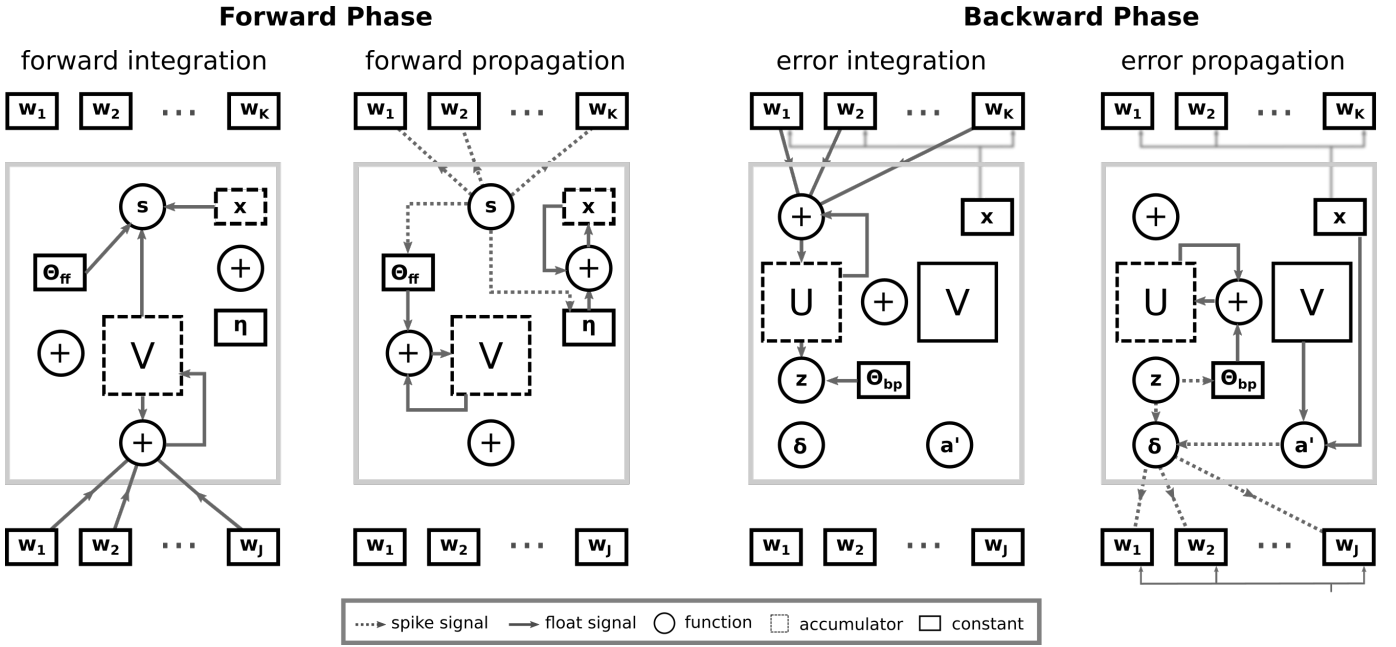 Forward Phase Backward Phase
forward integration forward propagation error integration error propagation
w1 w2 ... wK w1 w2 ... wK w1 w2 ... wK w1 w2 ... wK
s x s x + x + x
Θff + Θff + U + V U + V
+ V η + V η z Θbp z Θbp
+ + δ a' δ a'
w1 w2 ... wJ w1 w2 ... wJ w1 w2 ... wJ w1 w2 ... wJ
spike signal float signal function accumulator constant